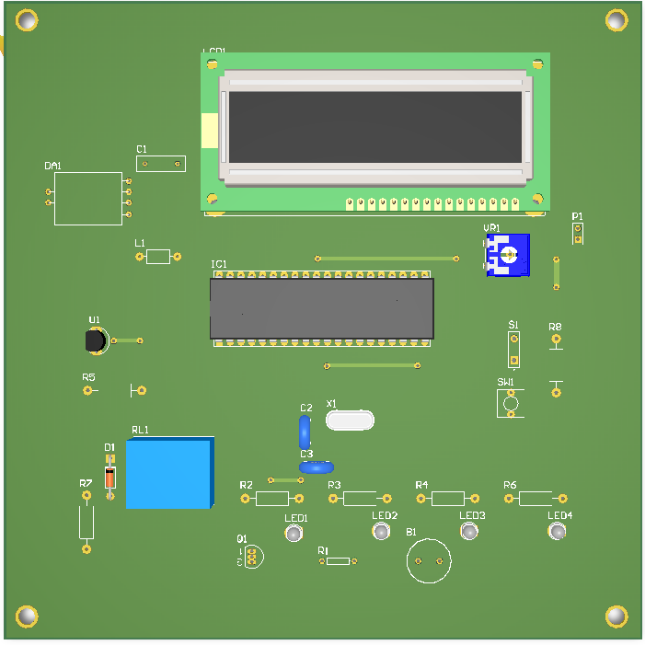 LCD1
C1
DA1
P1
VR1
L1
IC1
U1
S1
R8
R5
SW1
C2
X1
RL1
D1
C3
R7
R2
R3
R4
R6
LED1
LED2
LED3
LED4
Q1
R1
B1